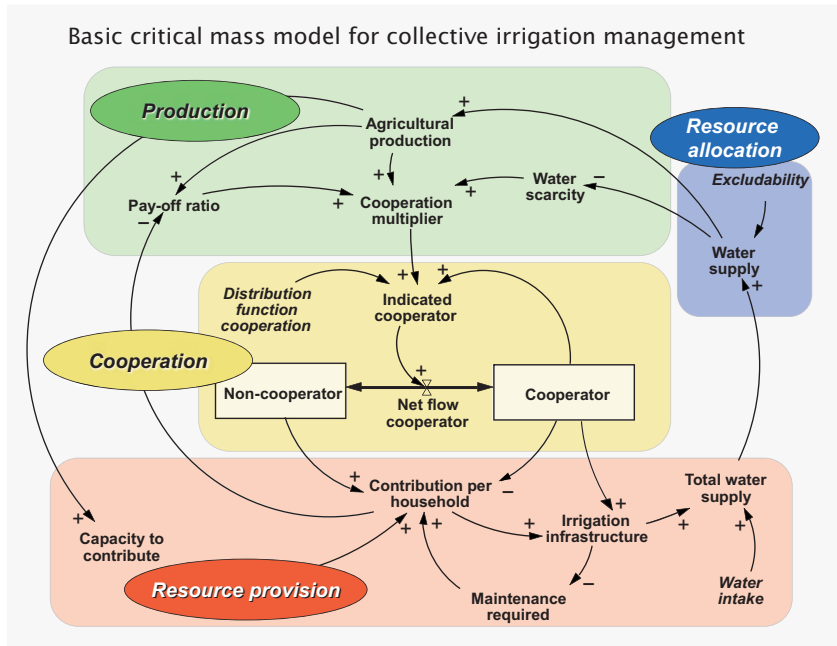 Basic critical mass model for collective irrigation management
Production
Agricultural
production
+
Resource
allocation
Excludability
+
+
Pay-off ratio
−
+
Cooperation
multiplier
+
Water
scarcity
−
Water
supply
+
Distribution
function
cooperation
+
+
Indicated
cooperator
Cooperation
Non-cooperator
+
Net flow
cooperator
Cooperator
+
Contribution per
household
−
Total water
supply
+
Capacity to
contribute
+
+
+
Irrigation
infrastructure
+
+
+
Resource provision
Maintenance
required
−
Water
intake